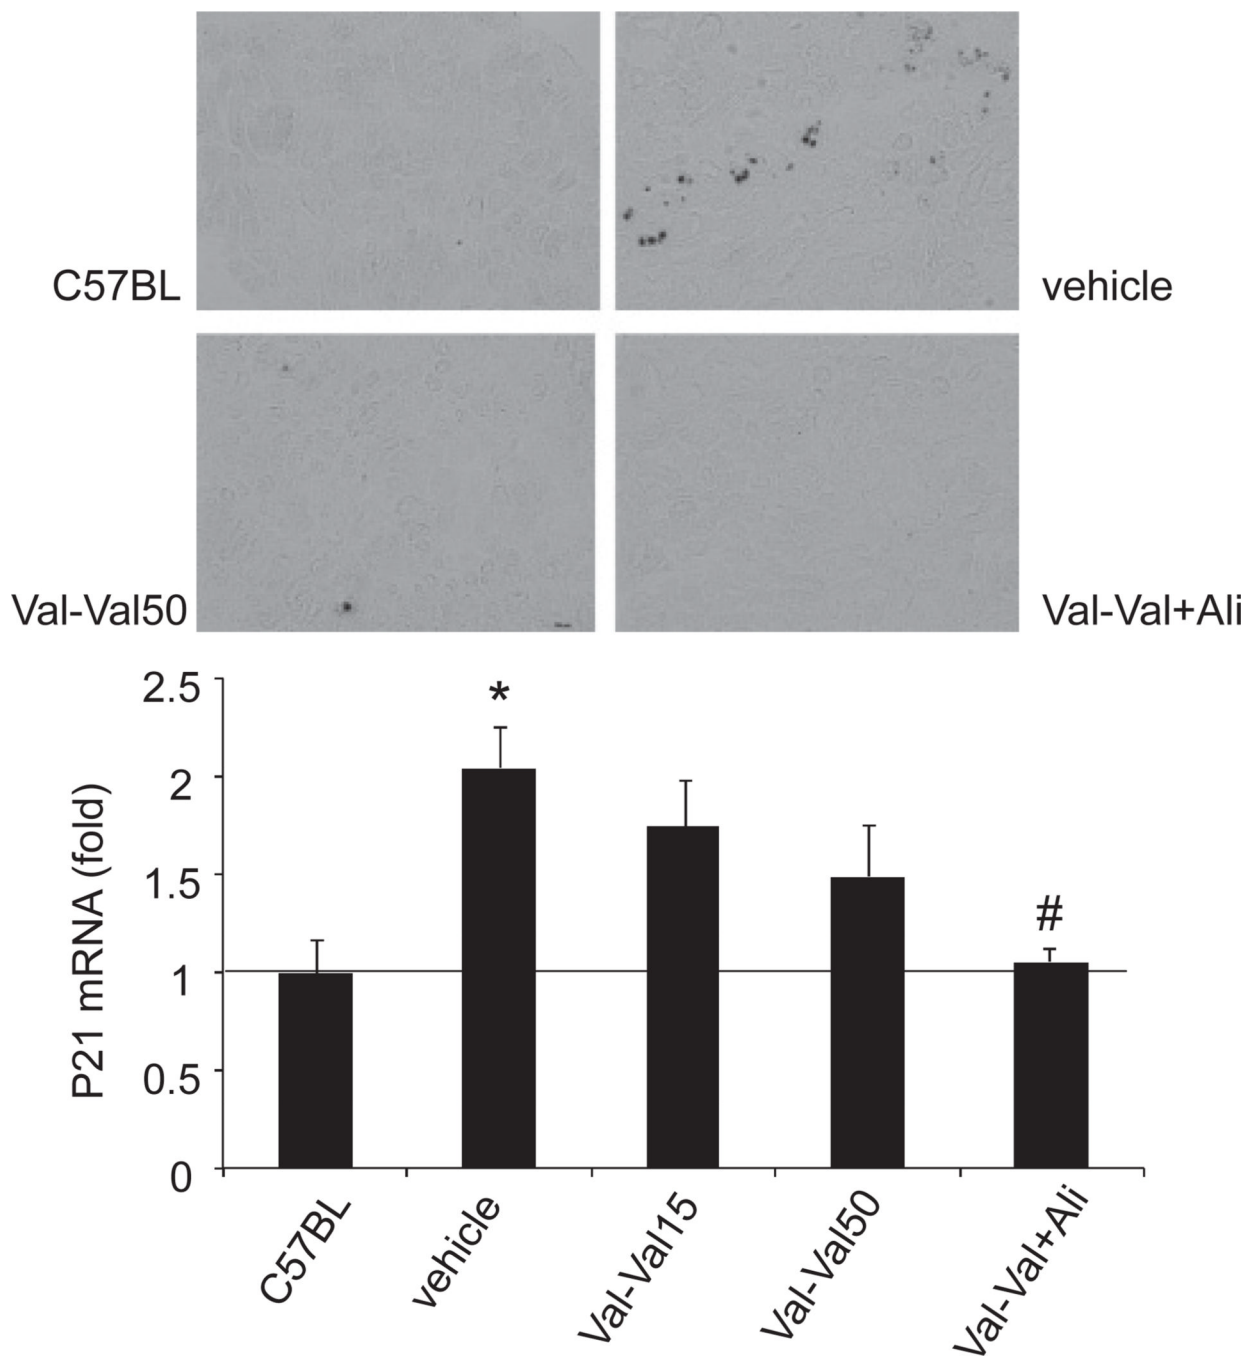 C57BL
vehicle
Val-Val50
Val-Val+Ali
P21 mRNA (fold)
2.5
2
1.5
1
0.5
0
*
#
C57BL
vehicle
Val-Val15
Val-Val50
Val-Val+Ali